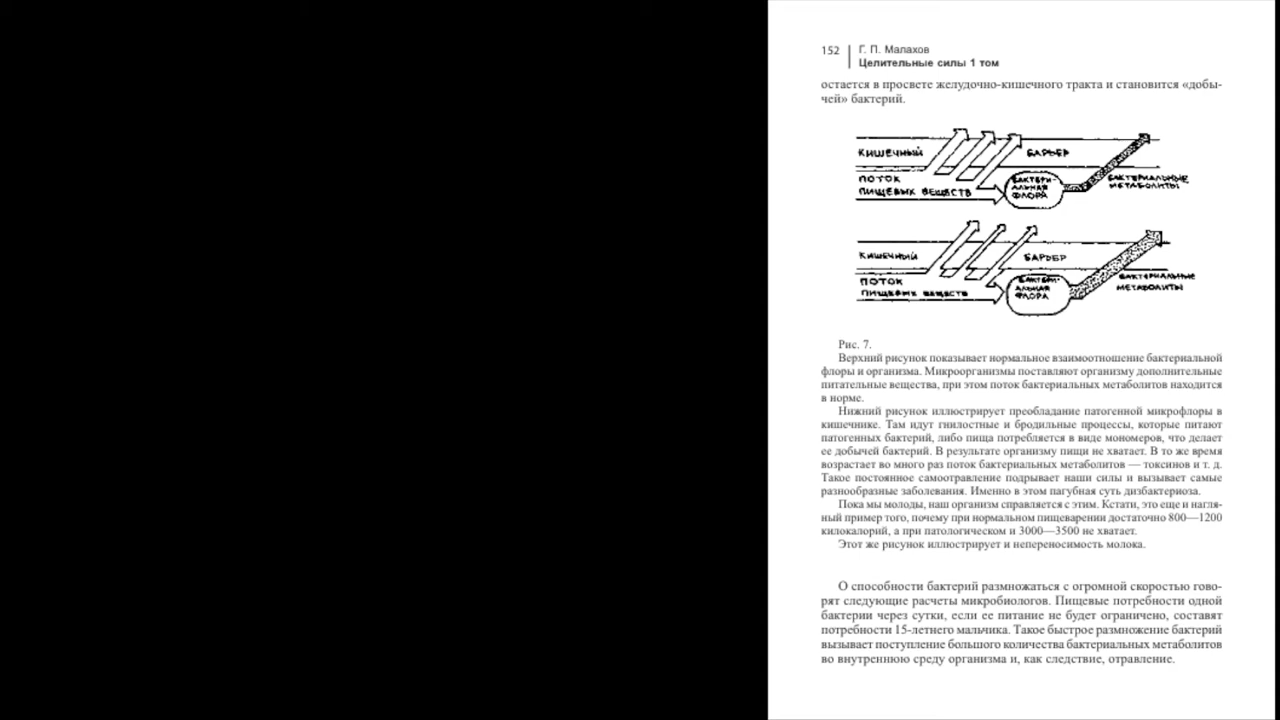 152
Г. П. Малахов
Целительные силы 1 том
остается в просвете желудочно-кишечного тракта и становится «добы-
чей» бактерий.
КИШЕЧНЫЙ БАРЬЕР
ПОТОК
ПИЩЕВЫХ ВЕЩЕСТВ
БАКТЕРИ-
АЛЬНАЯ
ФЛОРА
БАКТЕРИАЛЬНЫЕ
МЕТАБОЛИТЫ
КИШЕЧНЫЙ БАРЬЕР
ПОТОК
ПИЩЕВЫХ ВЕЩЕСТВ
БАКТЕРИ-
АЛЬНАЯ
ФЛОРА
БАКТЕРИАЛЬНЫЕ
МЕТАБОЛИТЫ
Рис. 7.
Верхний рисунок показывает нормальное взаимоотношение бактериальной
флоры и организма. Микроорганизмы поставляют организму дополнительные
питательные вещества, при этом поток бактериальных метаболитов находится
в норме.
Нижний рисунок иллюстрирует преобладание патогенной микрофлоры в
кишечнике. Там идут гнилостные и бродильные процессы, которые питают
патогенных бактерий, либо пища потребляется в виде мономеров, что делает
ее добычей бактерий. В результате организму пищи не хватает. В то же время
возрастает во много раз поток бактериальных метаболитов — токсинов и т. д.
Такое постоянное самоотравление подрывает наши силы и вызывает самые
разнообразные заболевания. Именно в этом пагубная суть дизбактериоза.
Пока мы молоды, наш организм справляется с этим. Кстати, это еще и нагля-
ный пример того, почему при нормальном пищеварении достаточно 800—1200
килокалорий, а при патологическом и 3000—3500 не хватает.
Этот же рисунок иллюстрирует и непереносимость молока.
О способности бактерий размножаться с огромной скоростью гово-
рят следующие расчеты микробиологов. Пищевые потребности одной
бактерии через сутки, если ее питание не будет ограничено, составят
потребности 15-летнего мальчика. Такое быстрое размножение бактерий
вызывает поступление большого количества бактериальных метаболитов
во внутреннюю среду организма и, как следствие, отравление.